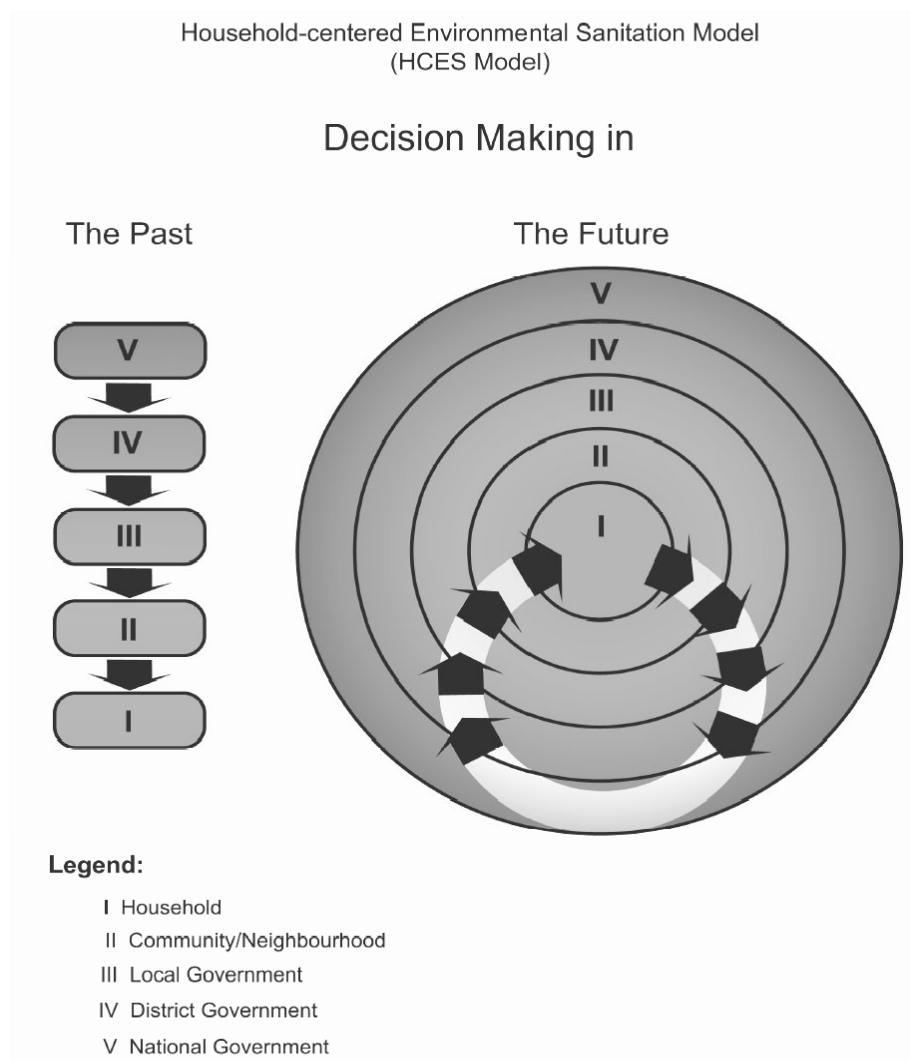 Household-centered Environmental Sanitation Model
(HCES Model)
Decision Making in
The Past
The Future
V
IV
III
II
I
V
IV
III
II
I
Legend:
I Household
II Community/Neighbourhood
III Local Government
IV District Government
V National Government